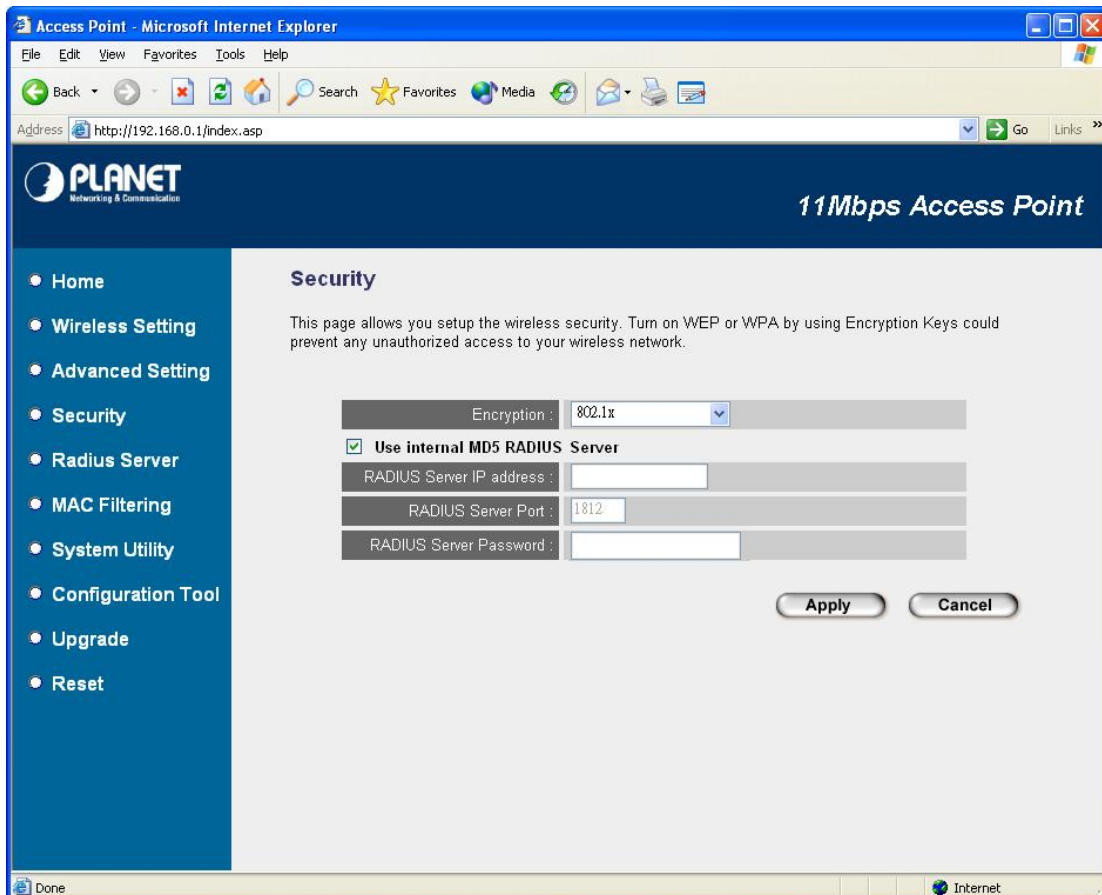 Access Point - Microsoft Internet Explorer
File Edit View Favorites Tools Help
Back Search Favorites Media
Address http://192.168.0.1/index.asp Go Links »
PLANET
Networking & Communication
11Mbps Access Point
Home
Wireless Setting
Advanced Setting
Security
Radius Server
MAC Filtering
System Utility
Configuration Tool
Upgrade
Reset
Security
This page allows you setup the wireless security. Turn on WEP or WPA by using Encryption Keys could
prevent any unauthorized access to your wireless network.
Encryption : 802.1x
Use internal MD5 RADIUS Server
RADIUS Server IP address :
RADIUS Server Port : 1812
RADIUS Server Password :
Apply Cancel
Done Internet